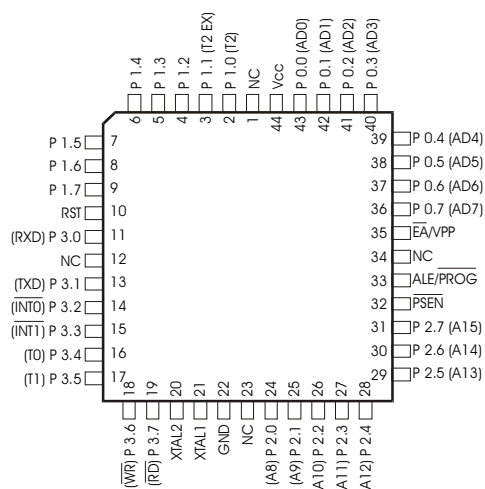 P 1.4
P 1.3
P 1.2
P 1.1 (T2 EX)
P 1.0 (T2)
NC
Vcc
P 0.0 (AD0)
P 0.1 (AD1)
P 0.2 (AD2)
P 0.3 (AD3)
6
5
4
3
2
1
44
43
42
41
40
P 1.5 7
P 1.6 8
P 1.7 9
RST 10
(RXD) P 3.0 11
NC 12
(TXD) P 3.1 13
(INT0) P 3.2 14
(INT1) P 3.3 15
(T0) P 3.4 16
(T1) P 3.5 17
39 P 0.4 (AD4)
38 P 0.5 (AD5)
37 P 0.6 (AD6)
36 P 0.7 (AD7)
35 EA/VPP
34 NC
33 ALE/PROG
32 PSEN
31 P 2.7 (A15)
30 P 2.6 (A14)
29 P 2.5 (A13)
18
19
20
21
22
23
24
25
26
27
28
(WR) P 3.6
(RD) P 3.7
XTAL2
XTAL1
GND
NC
(A8) P 2.0
(A9) P 2.1
A10) P 2.2
A11) P 2.3
A12) P 2.4